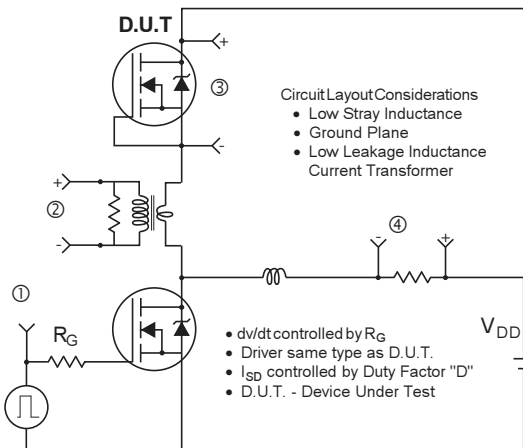 D.U.T
+
③
-
Circuit Layout Considerations
• Low Stray Inductance
• Ground Plane
• Low Leakage Inductance
Current Transformer
+
②
-
- ④ +
①
RG
VDD
• dv/dt controlled by RG
• Driver same type as D.U.T.
• ISD controlled by Duty Factor "D"
• D.U.T. - Device Under Test